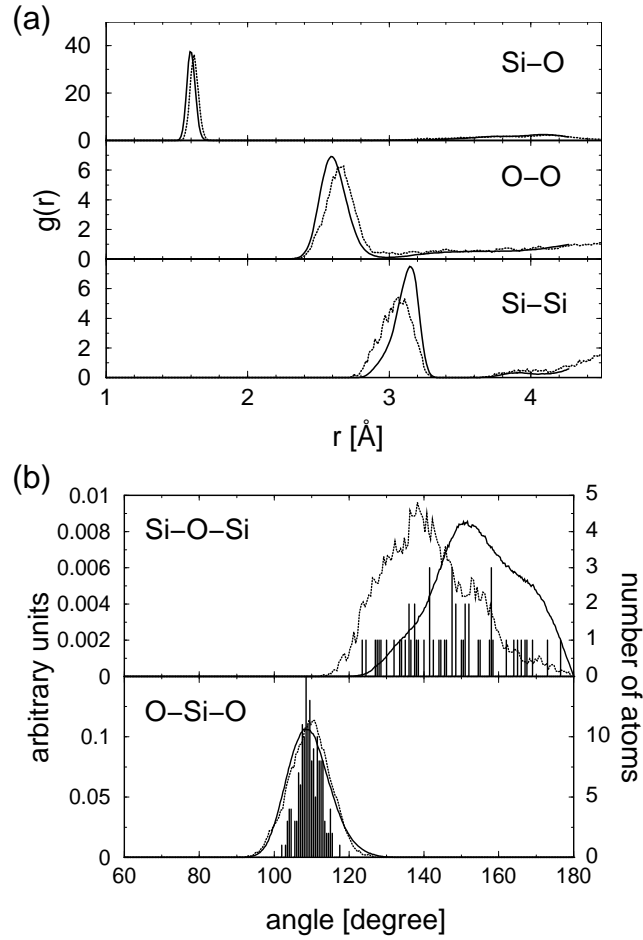 (a)
40
20
0
Si–O
6
4
2
0
O–O
g(r)
6
4
2
0
Si–Si
1 2 3 4
r [Å]
(b)
0.01
0.008
0.006
0.004
0.002
0
Si–O–Si
5
4
3
2
1
0
0.1
0.05
0
O–Si–O
10
5
0
arbitrary units
number of atoms
60 80 100 120 140 160 180
angle [degree]